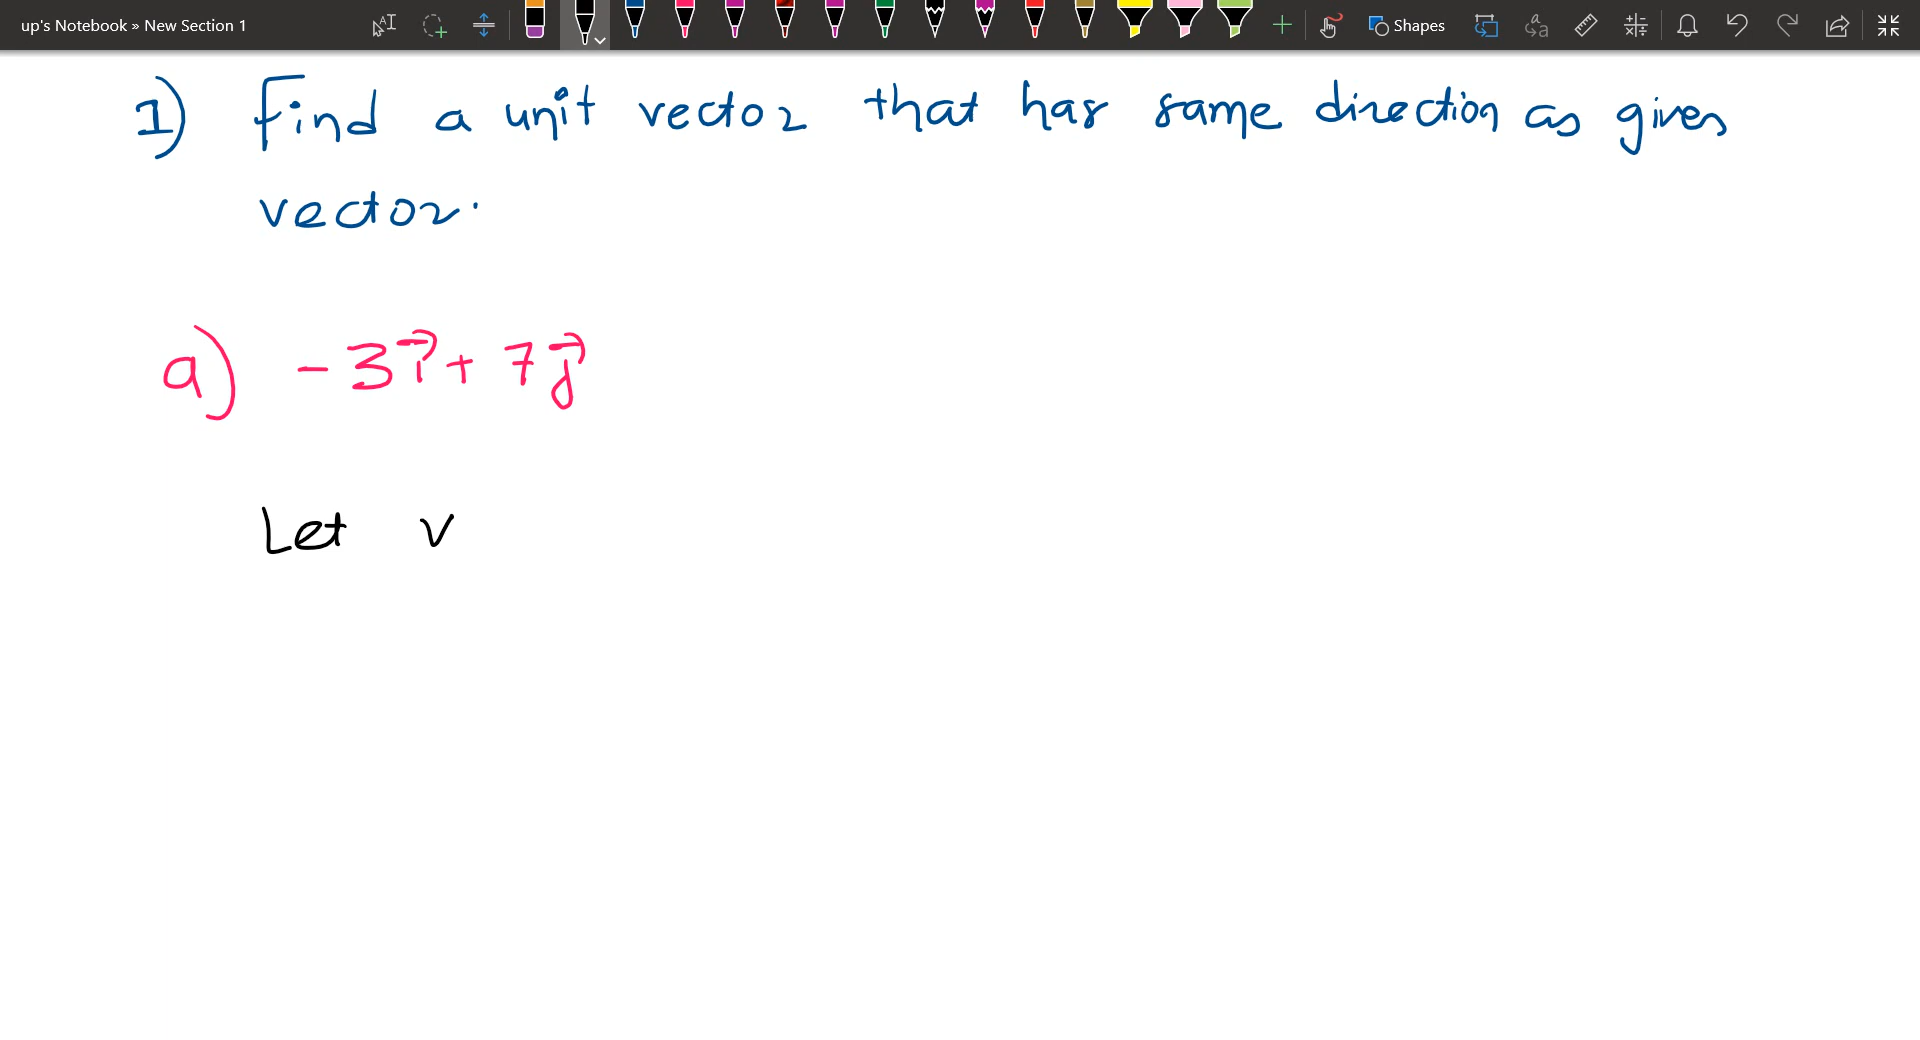 up's Notebook » New Section 1
Shapes
1) Find a unit vector that has same direction as given
vector.
a) -3i⃗ + 7j⃗
Let v